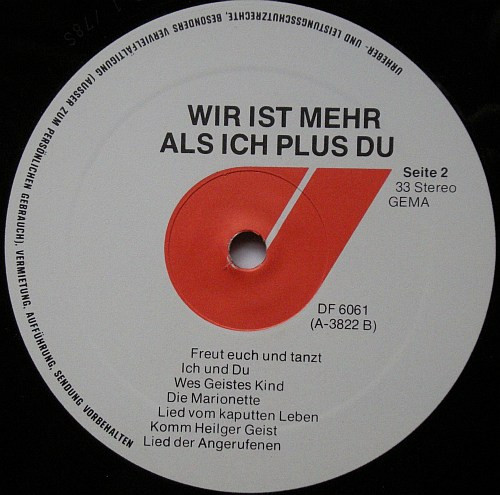 WIR IST MEHR
ALS ICH PLUS DU
Seite 2
33 Stereo
GEMA
DF 6061
(A-3822 B)
Freut euch und tanzt
Ich und Du
Wes Geistes Kind
Die Marionette
Lied vom kaputten Leben
Komm Heilger Geist
Lied der Angerufenen
URHEBER- UND LEISTUNGSSCHUTZRECHTE, BESONDERS VERVIELFÄLTIGUNG (AUSSER ZUM PERSÖNLICHEN GEBRAUCH), VERMIETUNG, AUFFÜHRUNG, SENDUNG VORBEHALTEN